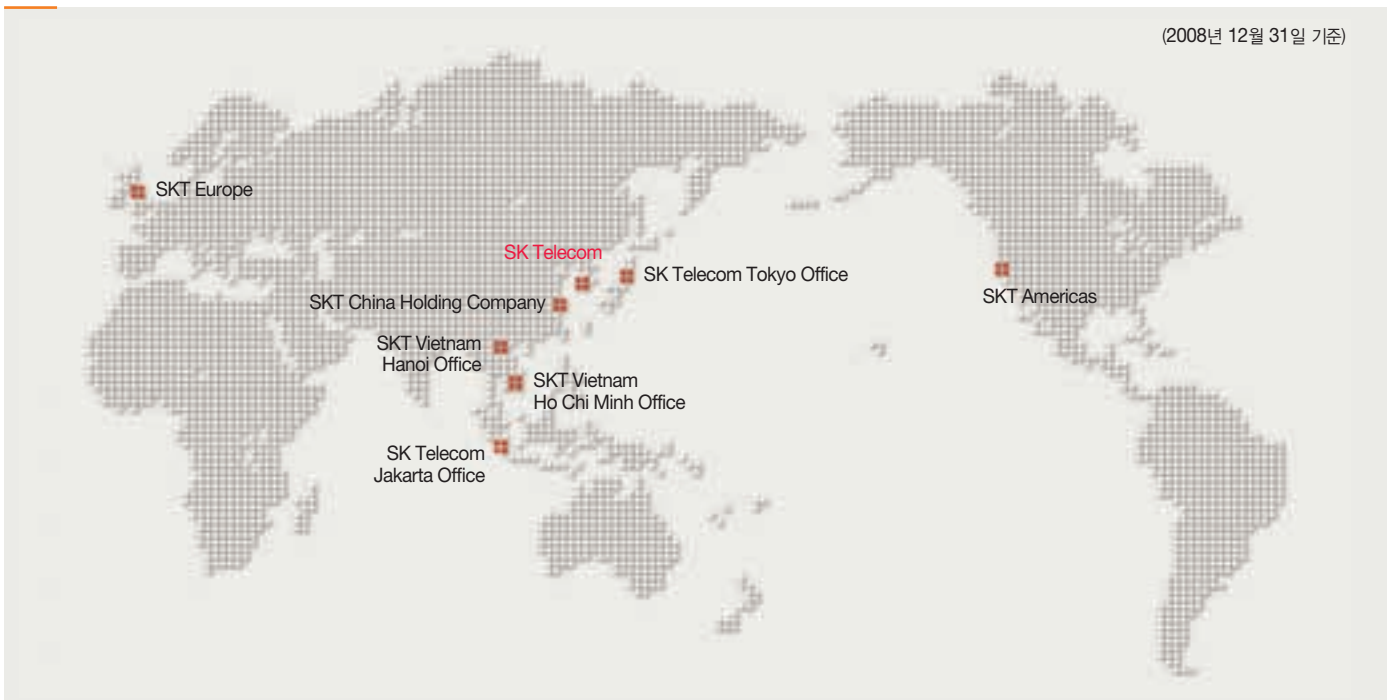 (2008년 12월 31일 기준)
SKT Europe
SK Telecom
SK Telecom Tokyo Office
SKT Americas
SKT China Holding Company
SKT Vietnam
Hanoi Office
SKT Vietnam
Ho Chi Minh Office
SK Telecom
Jakarta Office